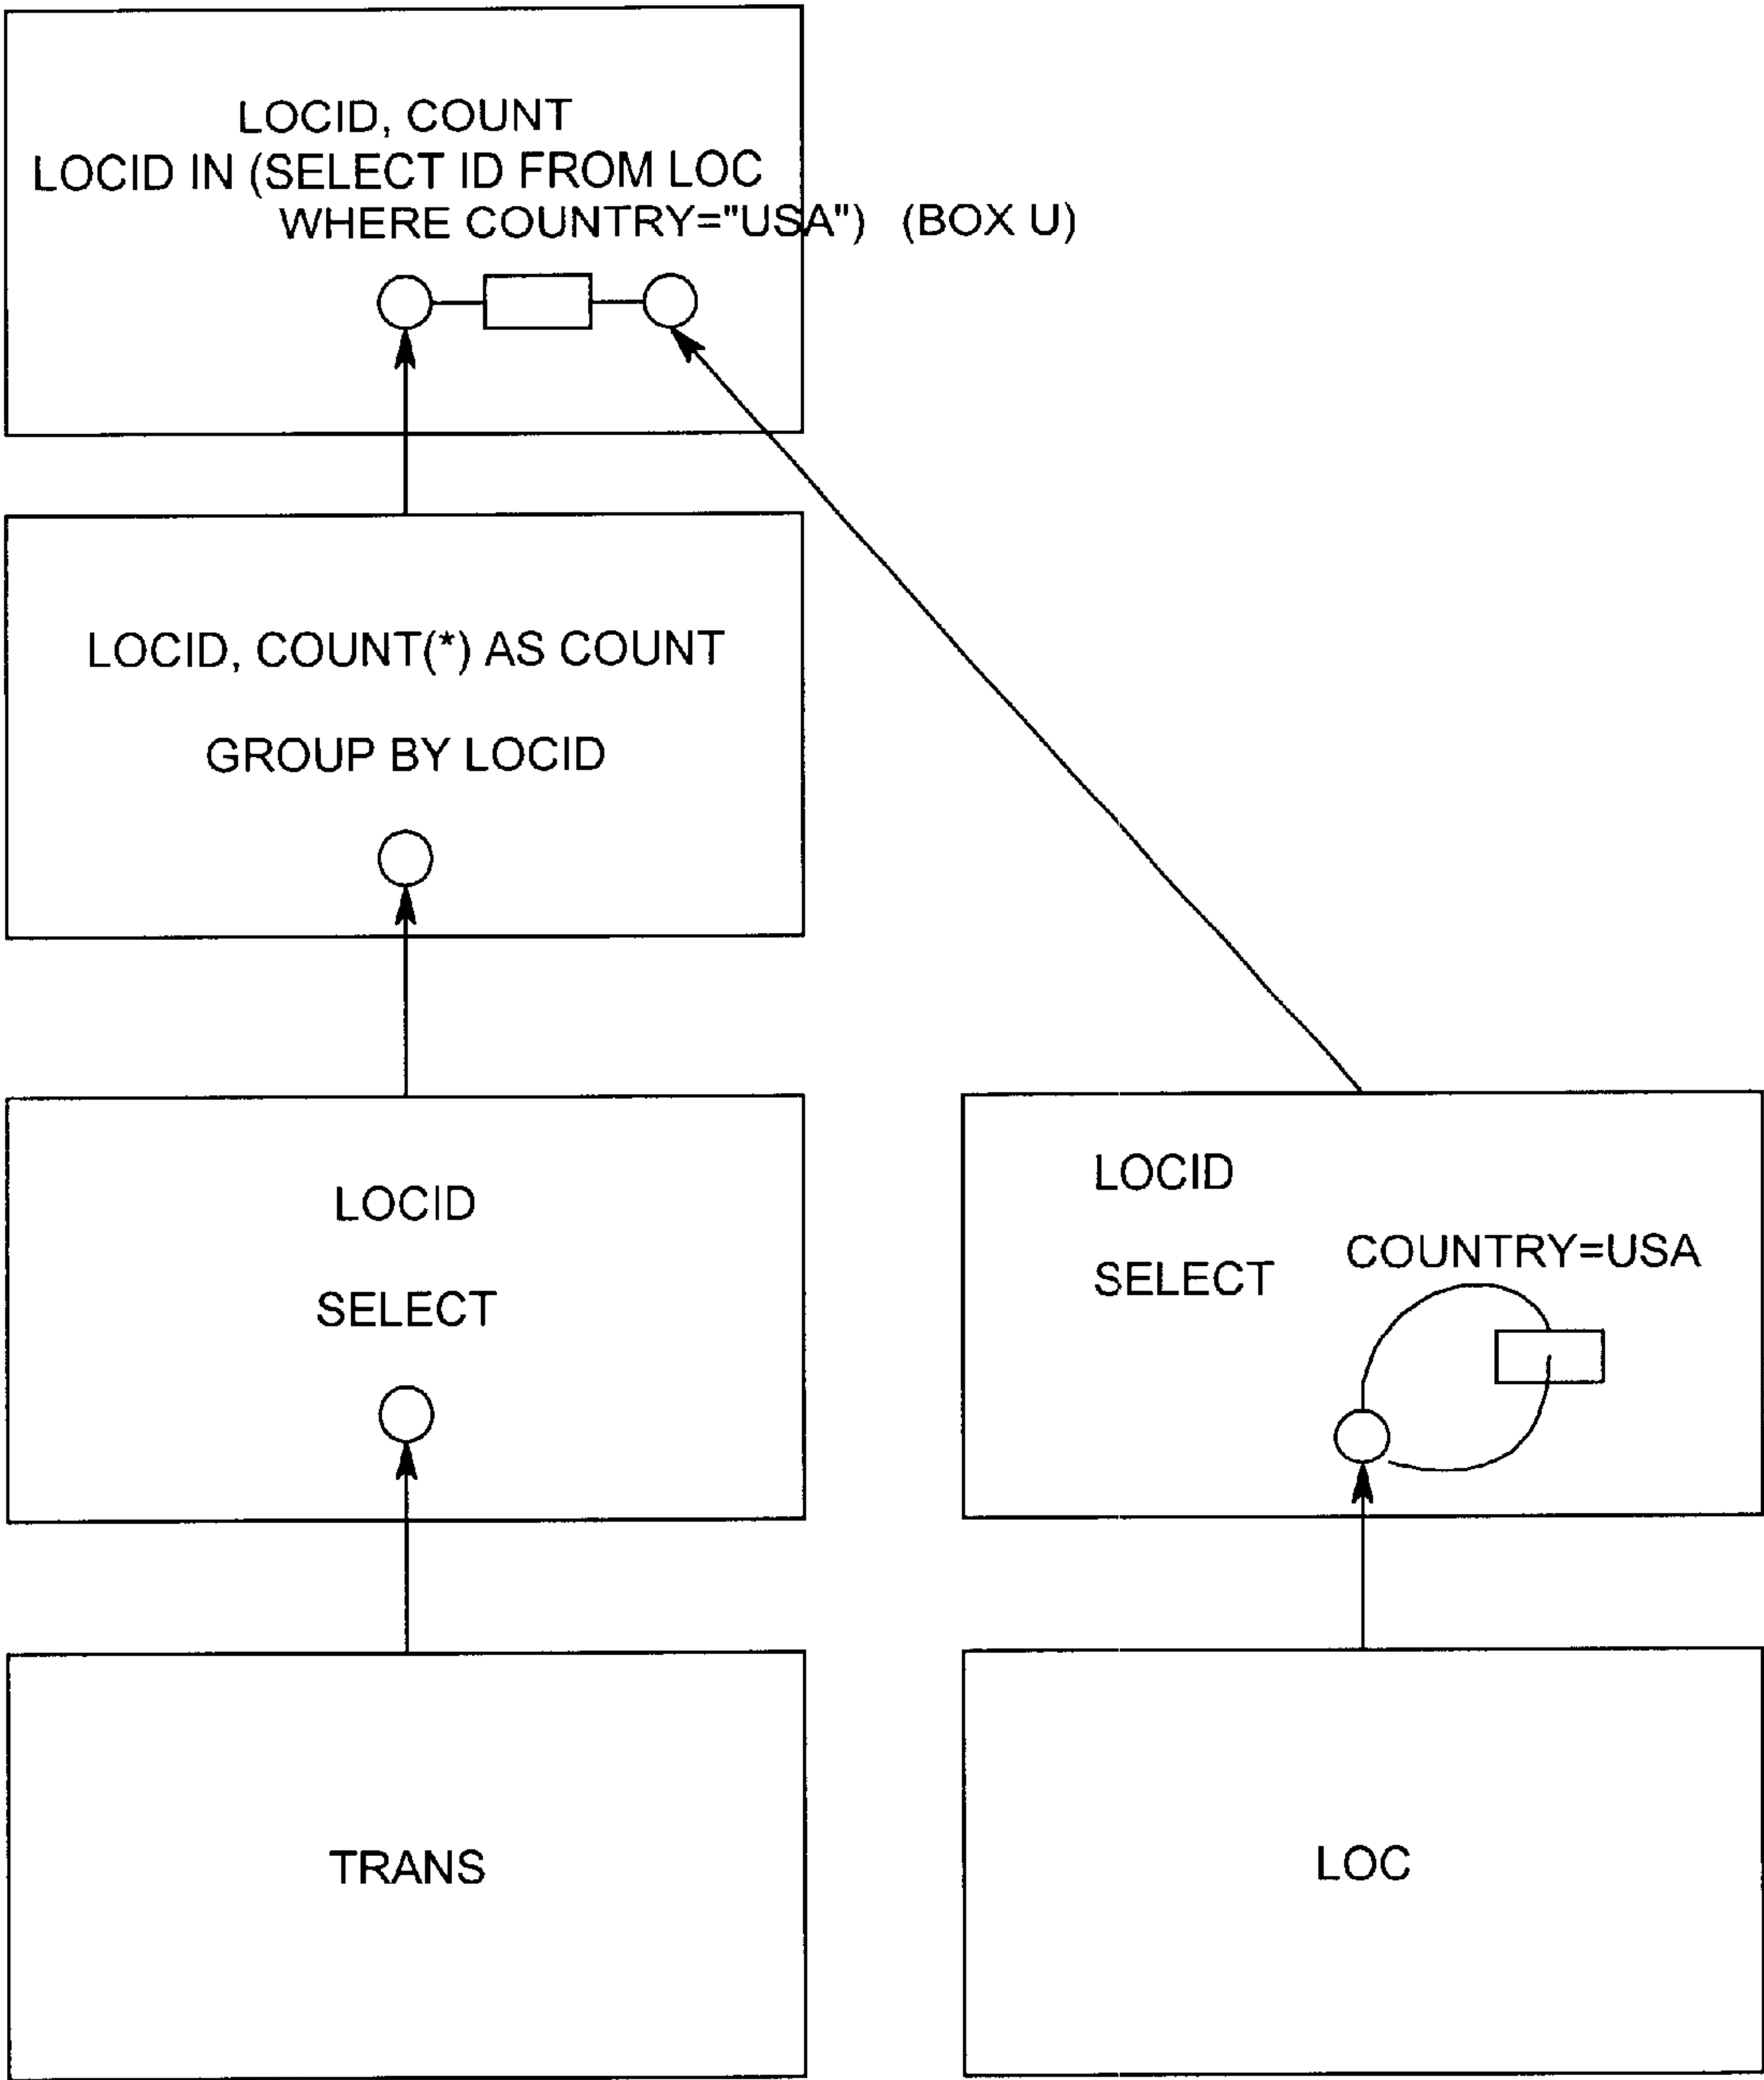 LOCID, COUNT
LOCID IN (SELECT ID FROM LOC
WHERE COUNTRY="USA") (BOX U)
LOCID, COUNT(*) AS COUNT
GROUP BY LOCID
LOCID
SELECT
LOCID
SELECT
COUNTRY=USA
TRANS
LOC